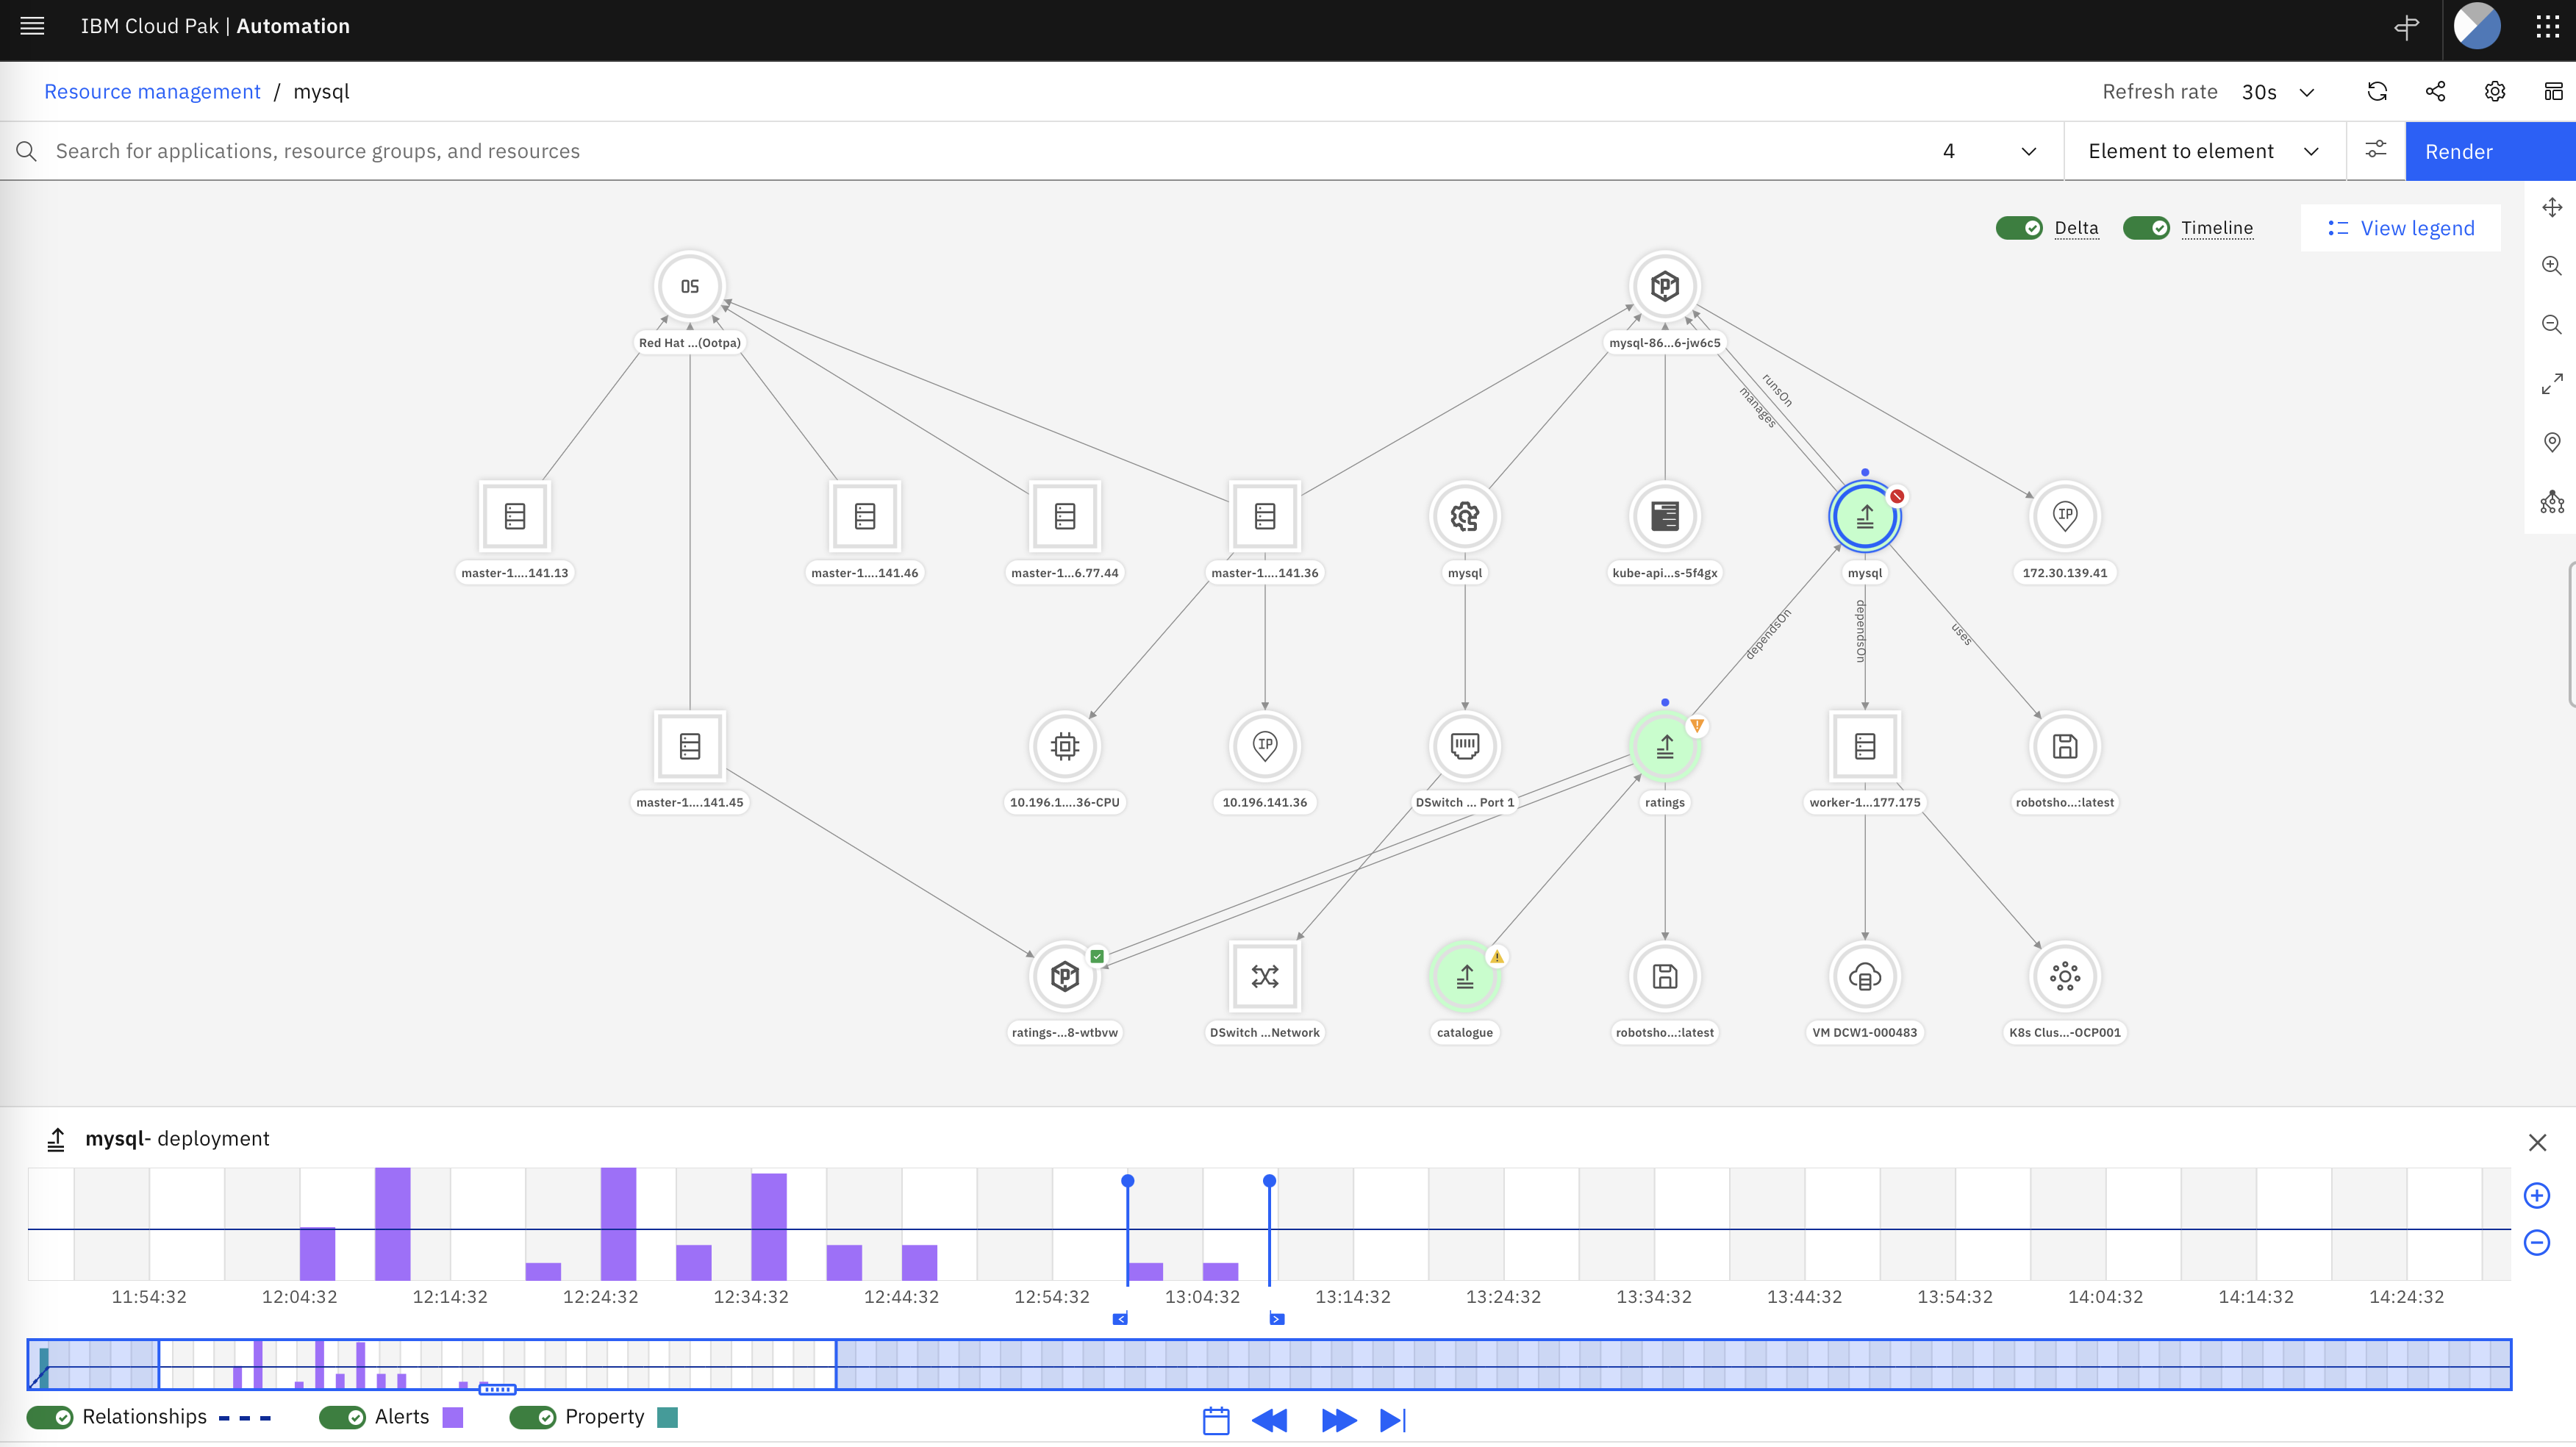 IBM Cloud Pak | Automation
Resource management / mysql
Refresh rate 30s
Search for applications, resource groups, and resources
4
Element to element
Render
Delta
Timeline
View legend
OS
Red Hat ...(Ootpa)
mysql-86...6-jw6c5
runsOn
manages
master-1....141.13
master-1....141.46
master-1...6.77.44
master-1....141.36
mysql
kube-api...s-5f4gx
mysql
IP
172.30.139.41
dependsOn
dependsOn
uses
master-1....141.45
10.196.1....36-CPU
IP
10.196.141.36
DSwitch ... Port 1
ratings
worker-1...177.175
robotsho...:latest
ratings-...8-wtbvw
DSwitch ...Network
catalogue
robotsho...:latest
VM DCW1-000483
K8s Clus...-OCP001
mysql- deployment
11:54:32
12:04:32
12:14:32
12:24:32
12:34:32
12:44:32
12:54:32
13:04:32
13:14:32
13:24:32
13:34:32
13:44:32
13:54:32
14:04:32
14:14:32
14:24:32
Relationships
Alerts
Property